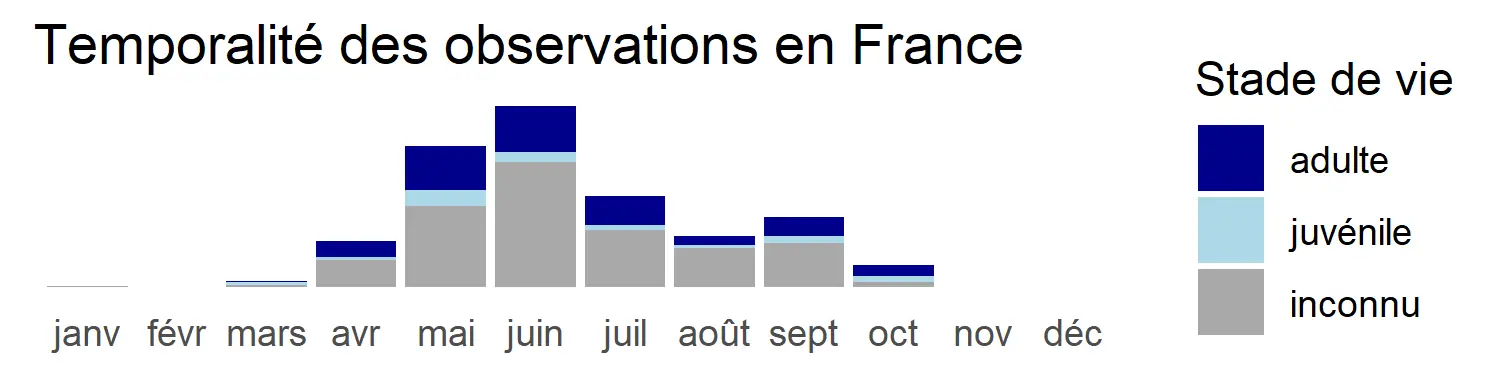 Temporalité des observations en France
Stade de vie
adulte
juvénile
inconnu
janv févr mars avr mai juin juil août sept oct nov déc